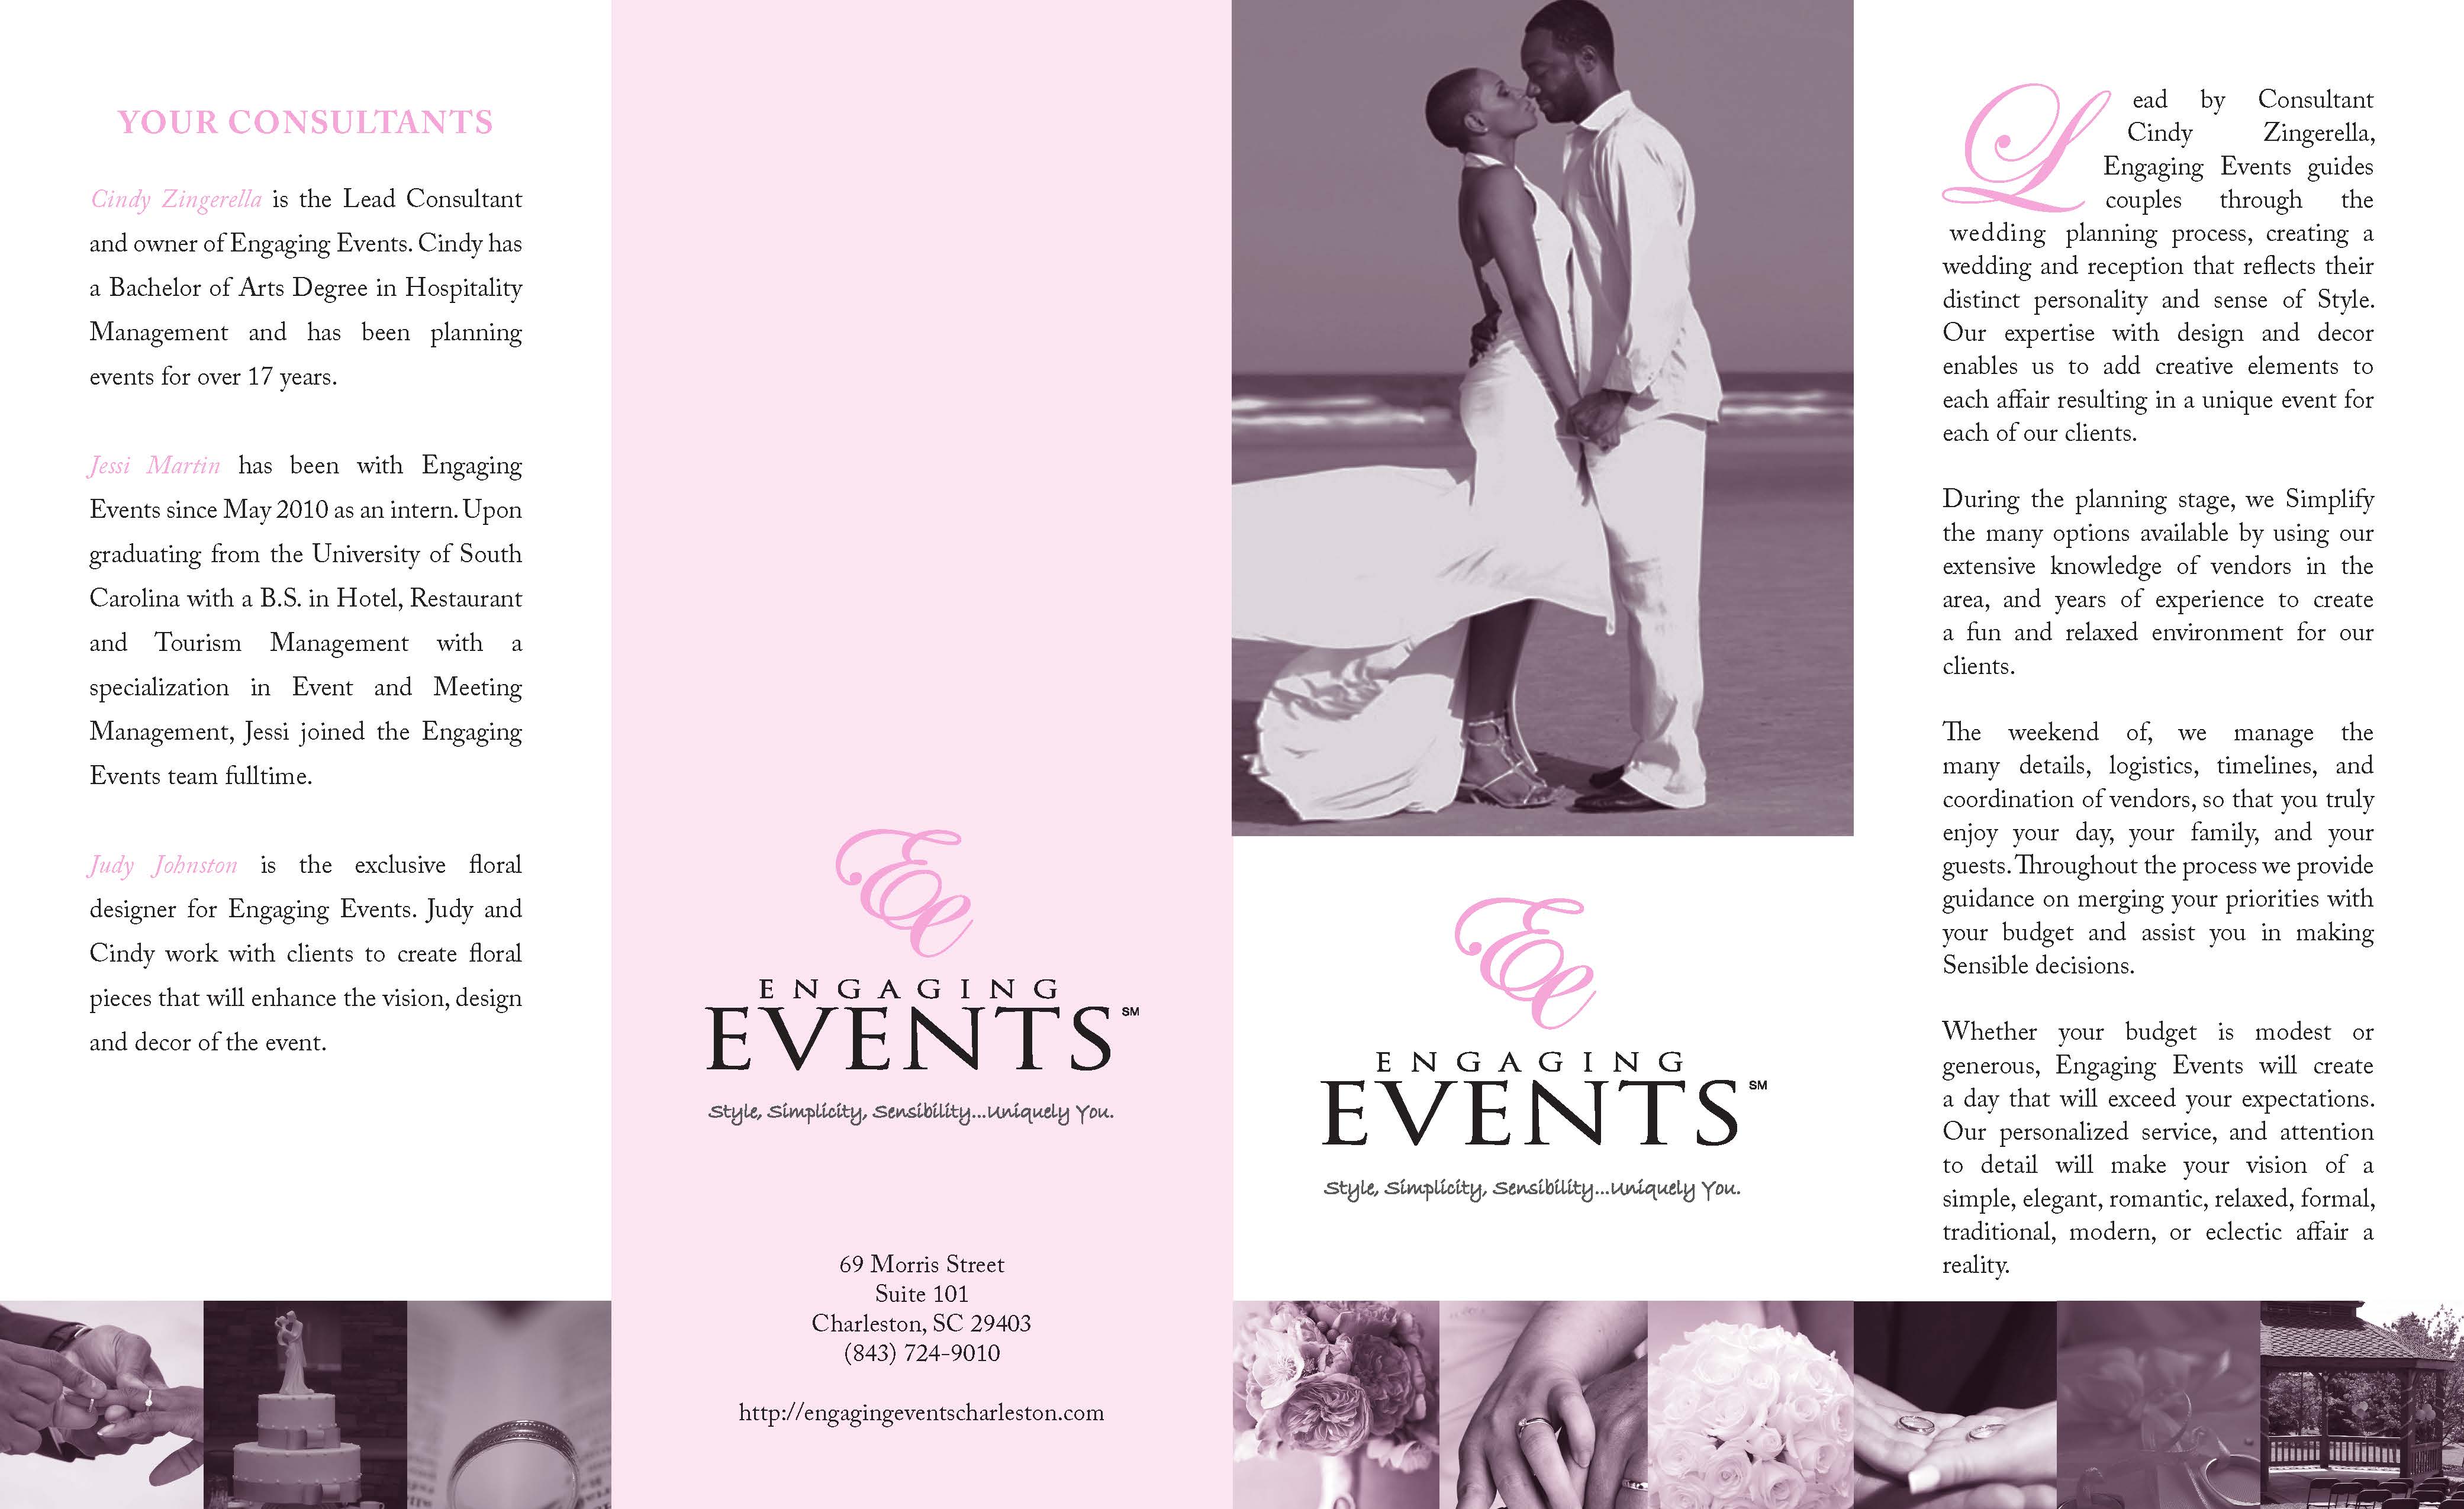 YOUR CONSULTANTS
Cindy Zingerella is the Lead Consultant
and owner of Engaging Events. Cindy has
a Bachelor of Arts Degree in Hospitality
Management and has been planning
events for over 17 years.
Jessi Martin has been with Engaging
Events since May 2010 as an intern. Upon
graduating from the University of South
Carolina with a B.S. in Hotel, Restaurant
and Tourism Management with a
specialization in Event and Meeting
Management, Jessi joined the Engaging
Events team fulltime.
Judy Johnston is the exclusive floral
designer for Engaging Events. Judy and
Cindy work with clients to create floral
pieces that will enhance the vision, design
and decor of the event.
Ee
ENGAGING
EVENTS℠
Style, Simplicity, Sensibility...Uniquely You.
69 Morris Street
Suite 101
Charleston, SC 29403
(843) 724-9010
http://engagingeventscharleston.com
Ee
ENGAGING
EVENTS℠
Style, Simplicity, Sensibility...Uniquely You.
Lead by Consultant
Cindy Zingerella,
Engaging Events guides
couples through the
wedding planning process, creating a
wedding and reception that reflects their
distinct personality and sense of Style.
Our expertise with design and decor
enables us to add creative elements to
each affair resulting in a unique event for
each of our clients.
During the planning stage, we Simplify
the many options available by using our
extensive knowledge of vendors in the
area, and years of experience to create
a fun and relaxed environment for our
clients.
The weekend of, we manage the
many details, logistics, timelines, and
coordination of vendors, so that you truly
enjoy your day, your family, and your
guests. Throughout the process we provide
guidance on merging your priorities with
your budget and assist you in making
Sensible decisions.
Whether your budget is modest or
generous, Engaging Events will create
a day that will exceed your expectations.
Our personalized service, and attention
to detail will make your vision of a
simple, elegant, romantic, relaxed, formal,
traditional, modern, or eclectic affair a
reality.